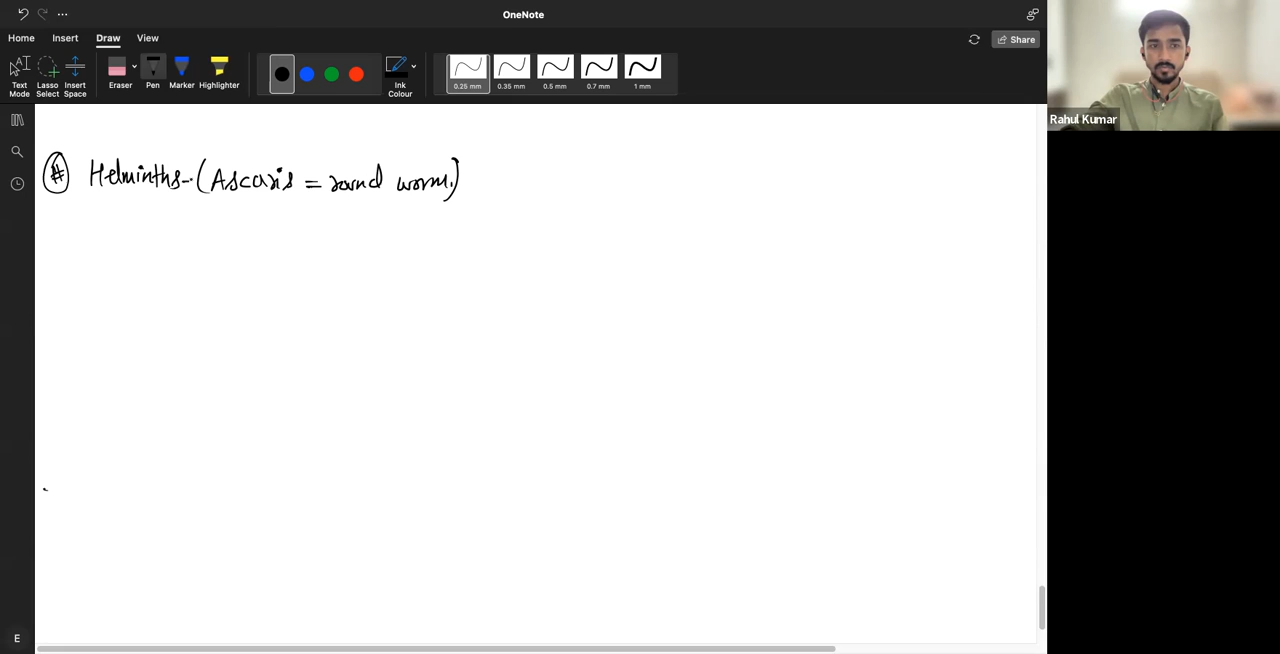 OneNote
Home Insert Draw View
Share
Text Mode
Lasso Select
Insert Space
Eraser
Pen
Marker
Highlighter
Ink Colour
0.25 mm
0.35 mm
0.5 mm
0.7 mm
1 mm
Rahul Kumar
# Helminths - (Ascaris = round worm.)
E